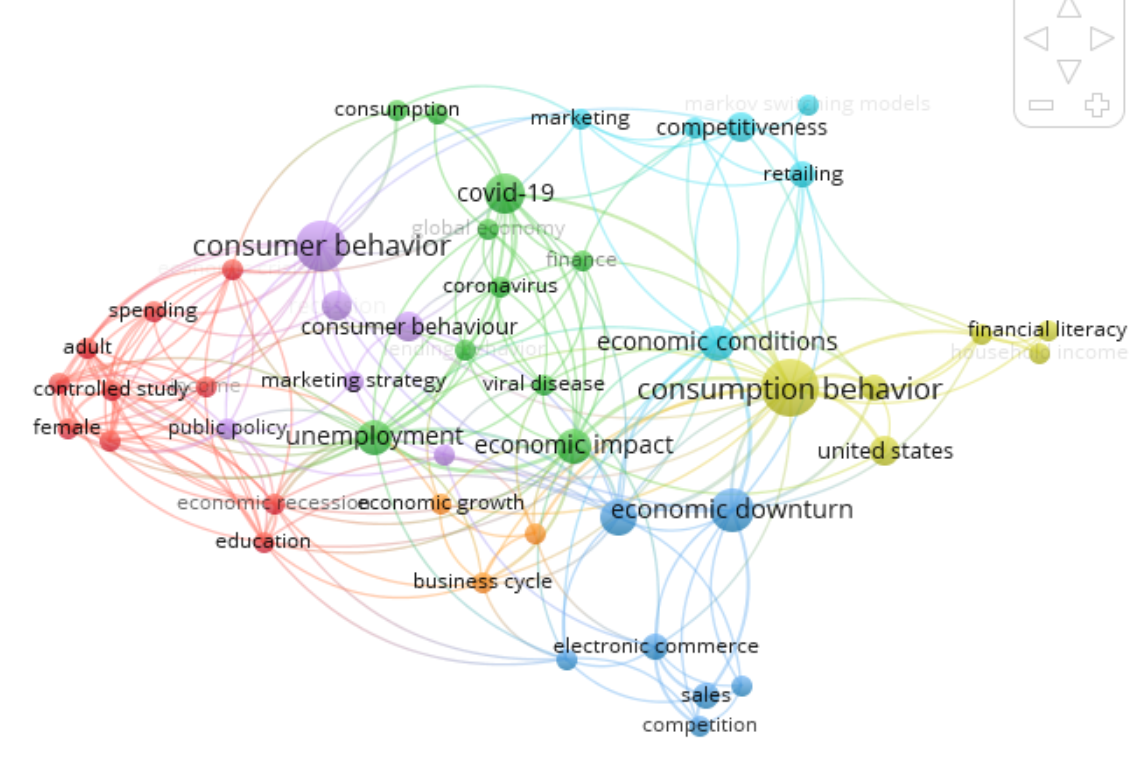 consumption
marketing
markov switching models
competitiveness
retailing
covid-19
global economy
consumer behavior
finance
coronavirus
spending
consumer behaviour
financial literacy
household income
adult
economic conditions
marketing strategy
viral disease
controlled study
consumption behavior
female
public policy
unemployment
economic impact
united states
economic recession
economic growth
economic downturn
education
business cycle
electronic commerce
sales
competition